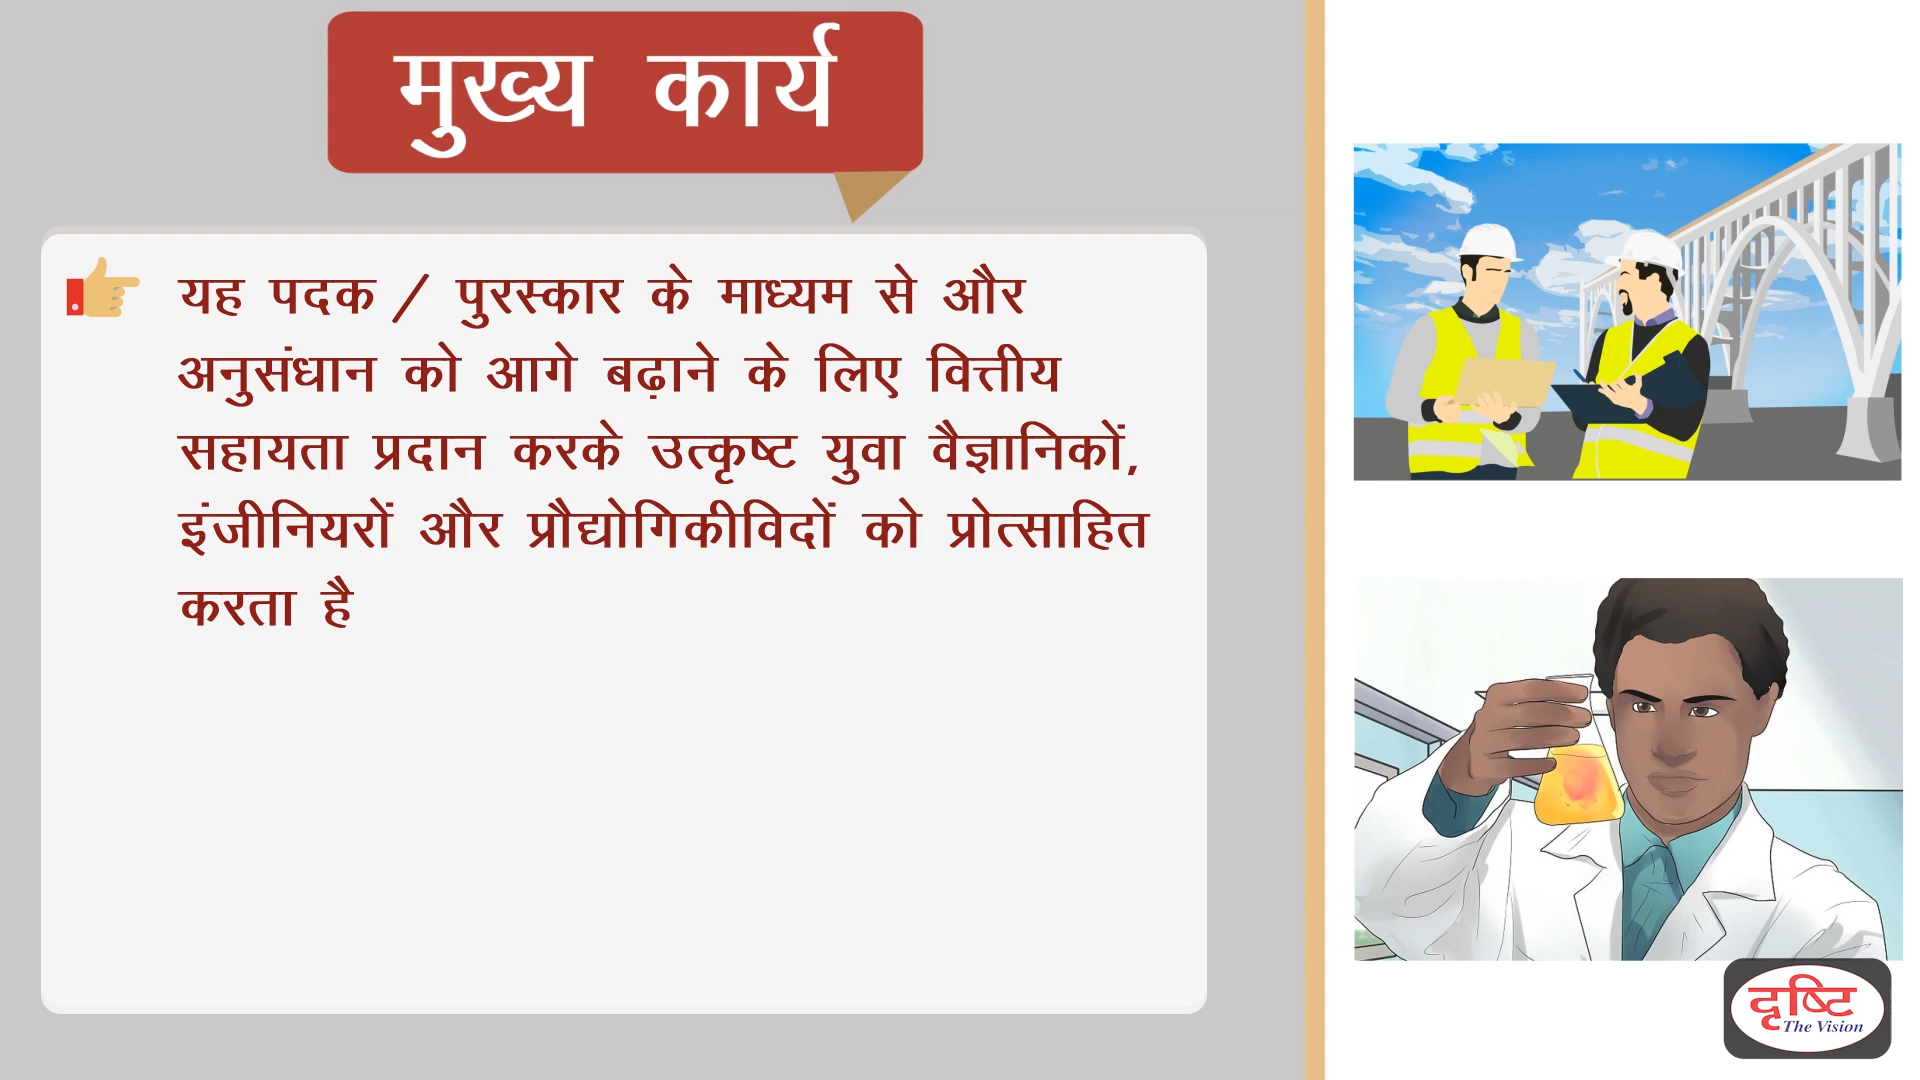 मुख्य कार्य
यह पदक / पुरस्कार के माध्यम से और
अनुसंधान को आगे बढ़ाने के लिए वित्तीय
सहायता प्रदान करके उत्कृष्ट युवा वैज्ञानिकों,
इंजीनियरों और प्रौद्योगिकीविदों को प्रोत्साहित
करता है
दृष्टि
The Vision